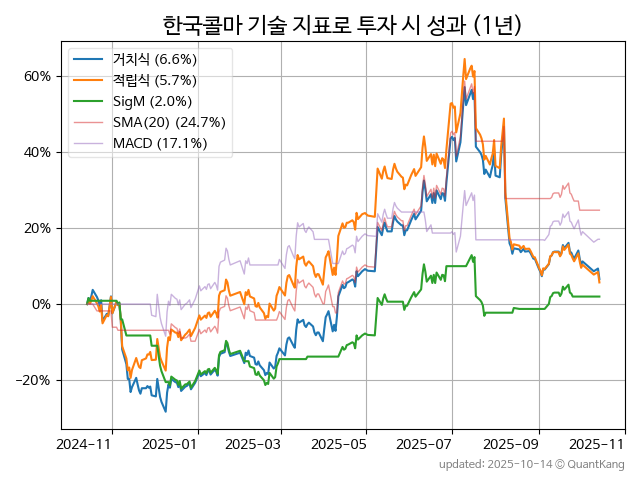 한국콜마 기술 지표로 투자 시 성과 (1년)
거치식 (6.6%)
적립식 (5.7%)
SigM (2.0%)
SMA(20) (24.7%)
MACD (17.1%)
60%
40%
20%
0%
−20%
2024-11
2025-01
2025-03
2025-05
2025-07
2025-09
2025-11
updated: 2025-10-14 © QuantKang